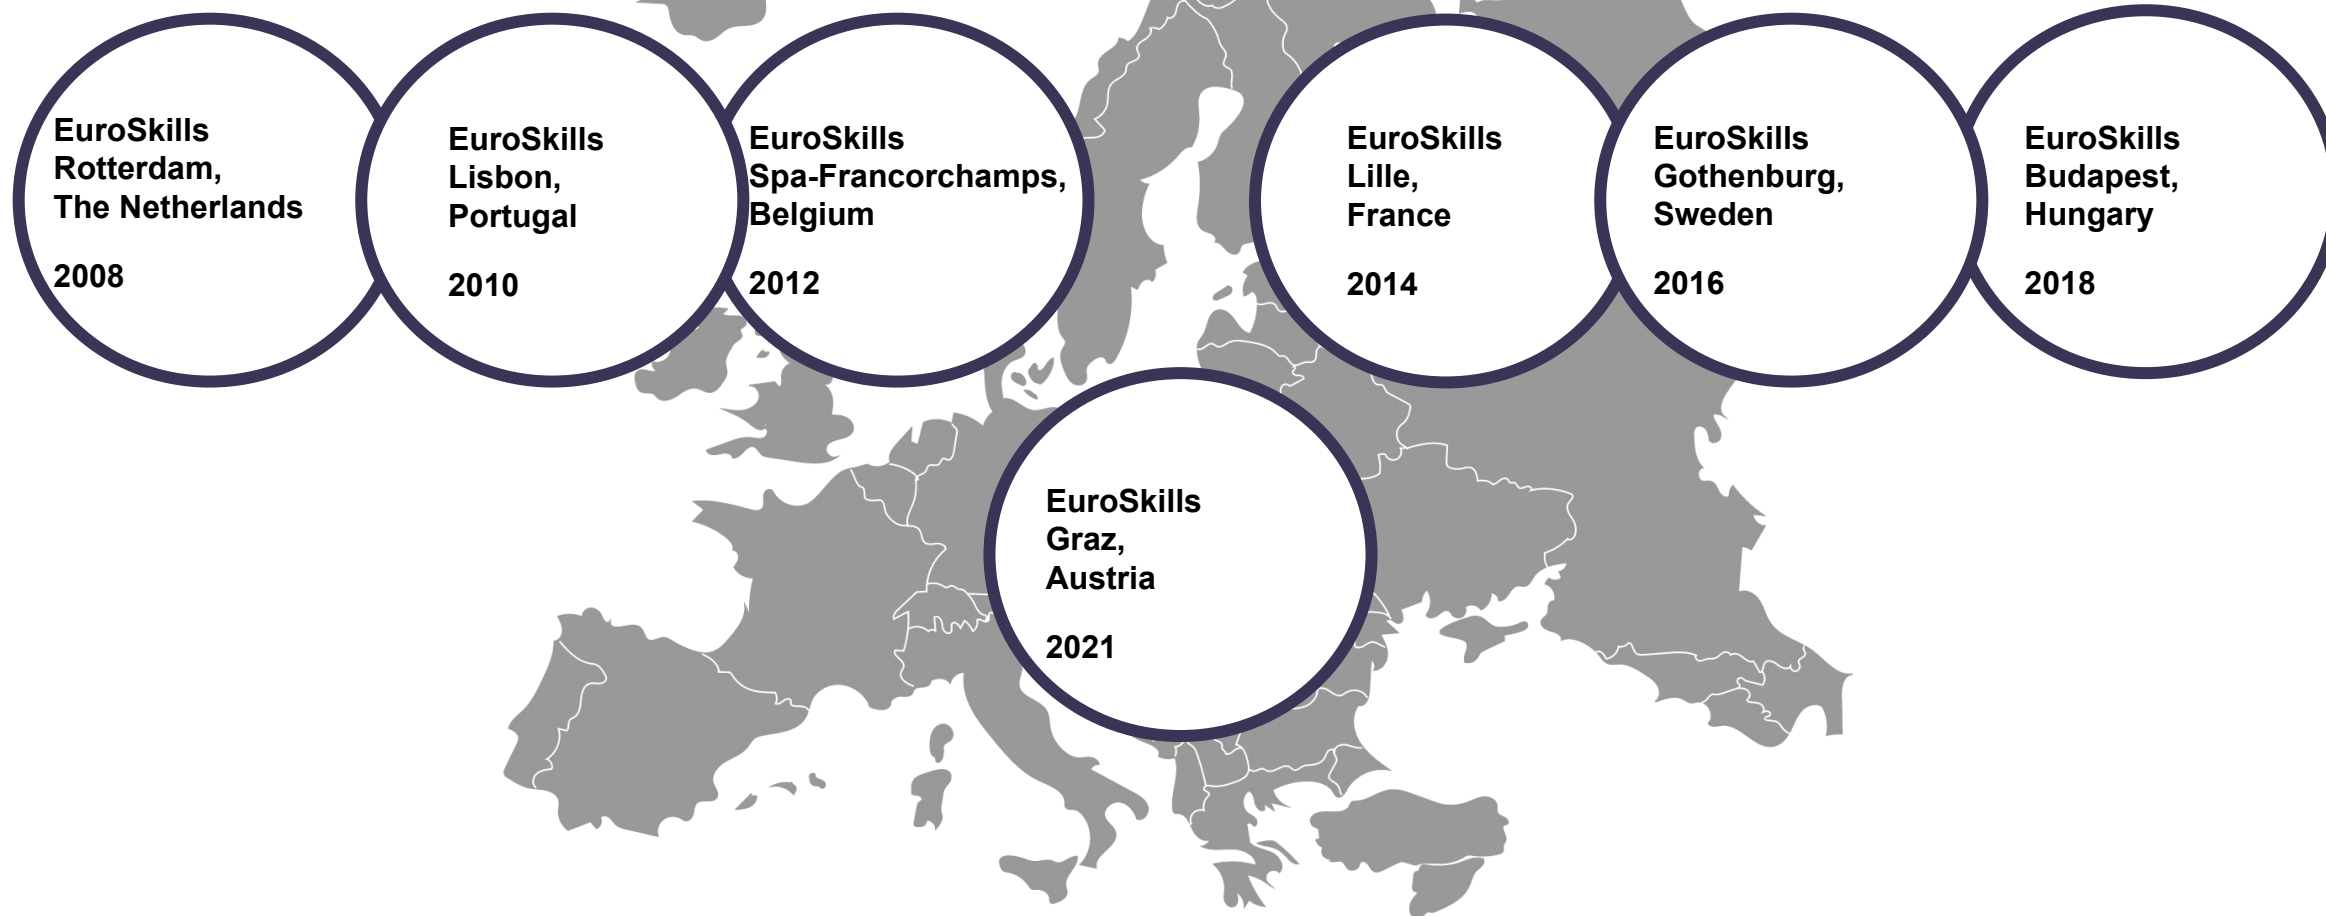 EuroSkills
Rotterdam,
The Netherlands
2008
EuroSkills
Lisbon,
Portugal
2010
EuroSkills
Spa-Francorchamps,
Belgium
2012
EuroSkills
Lille,
France
2014
EuroSkills
Gothenburg,
Sweden
2016
EuroSkills
Budapest,
Hungary
2018
EuroSkills
Graz,
Austria
2021